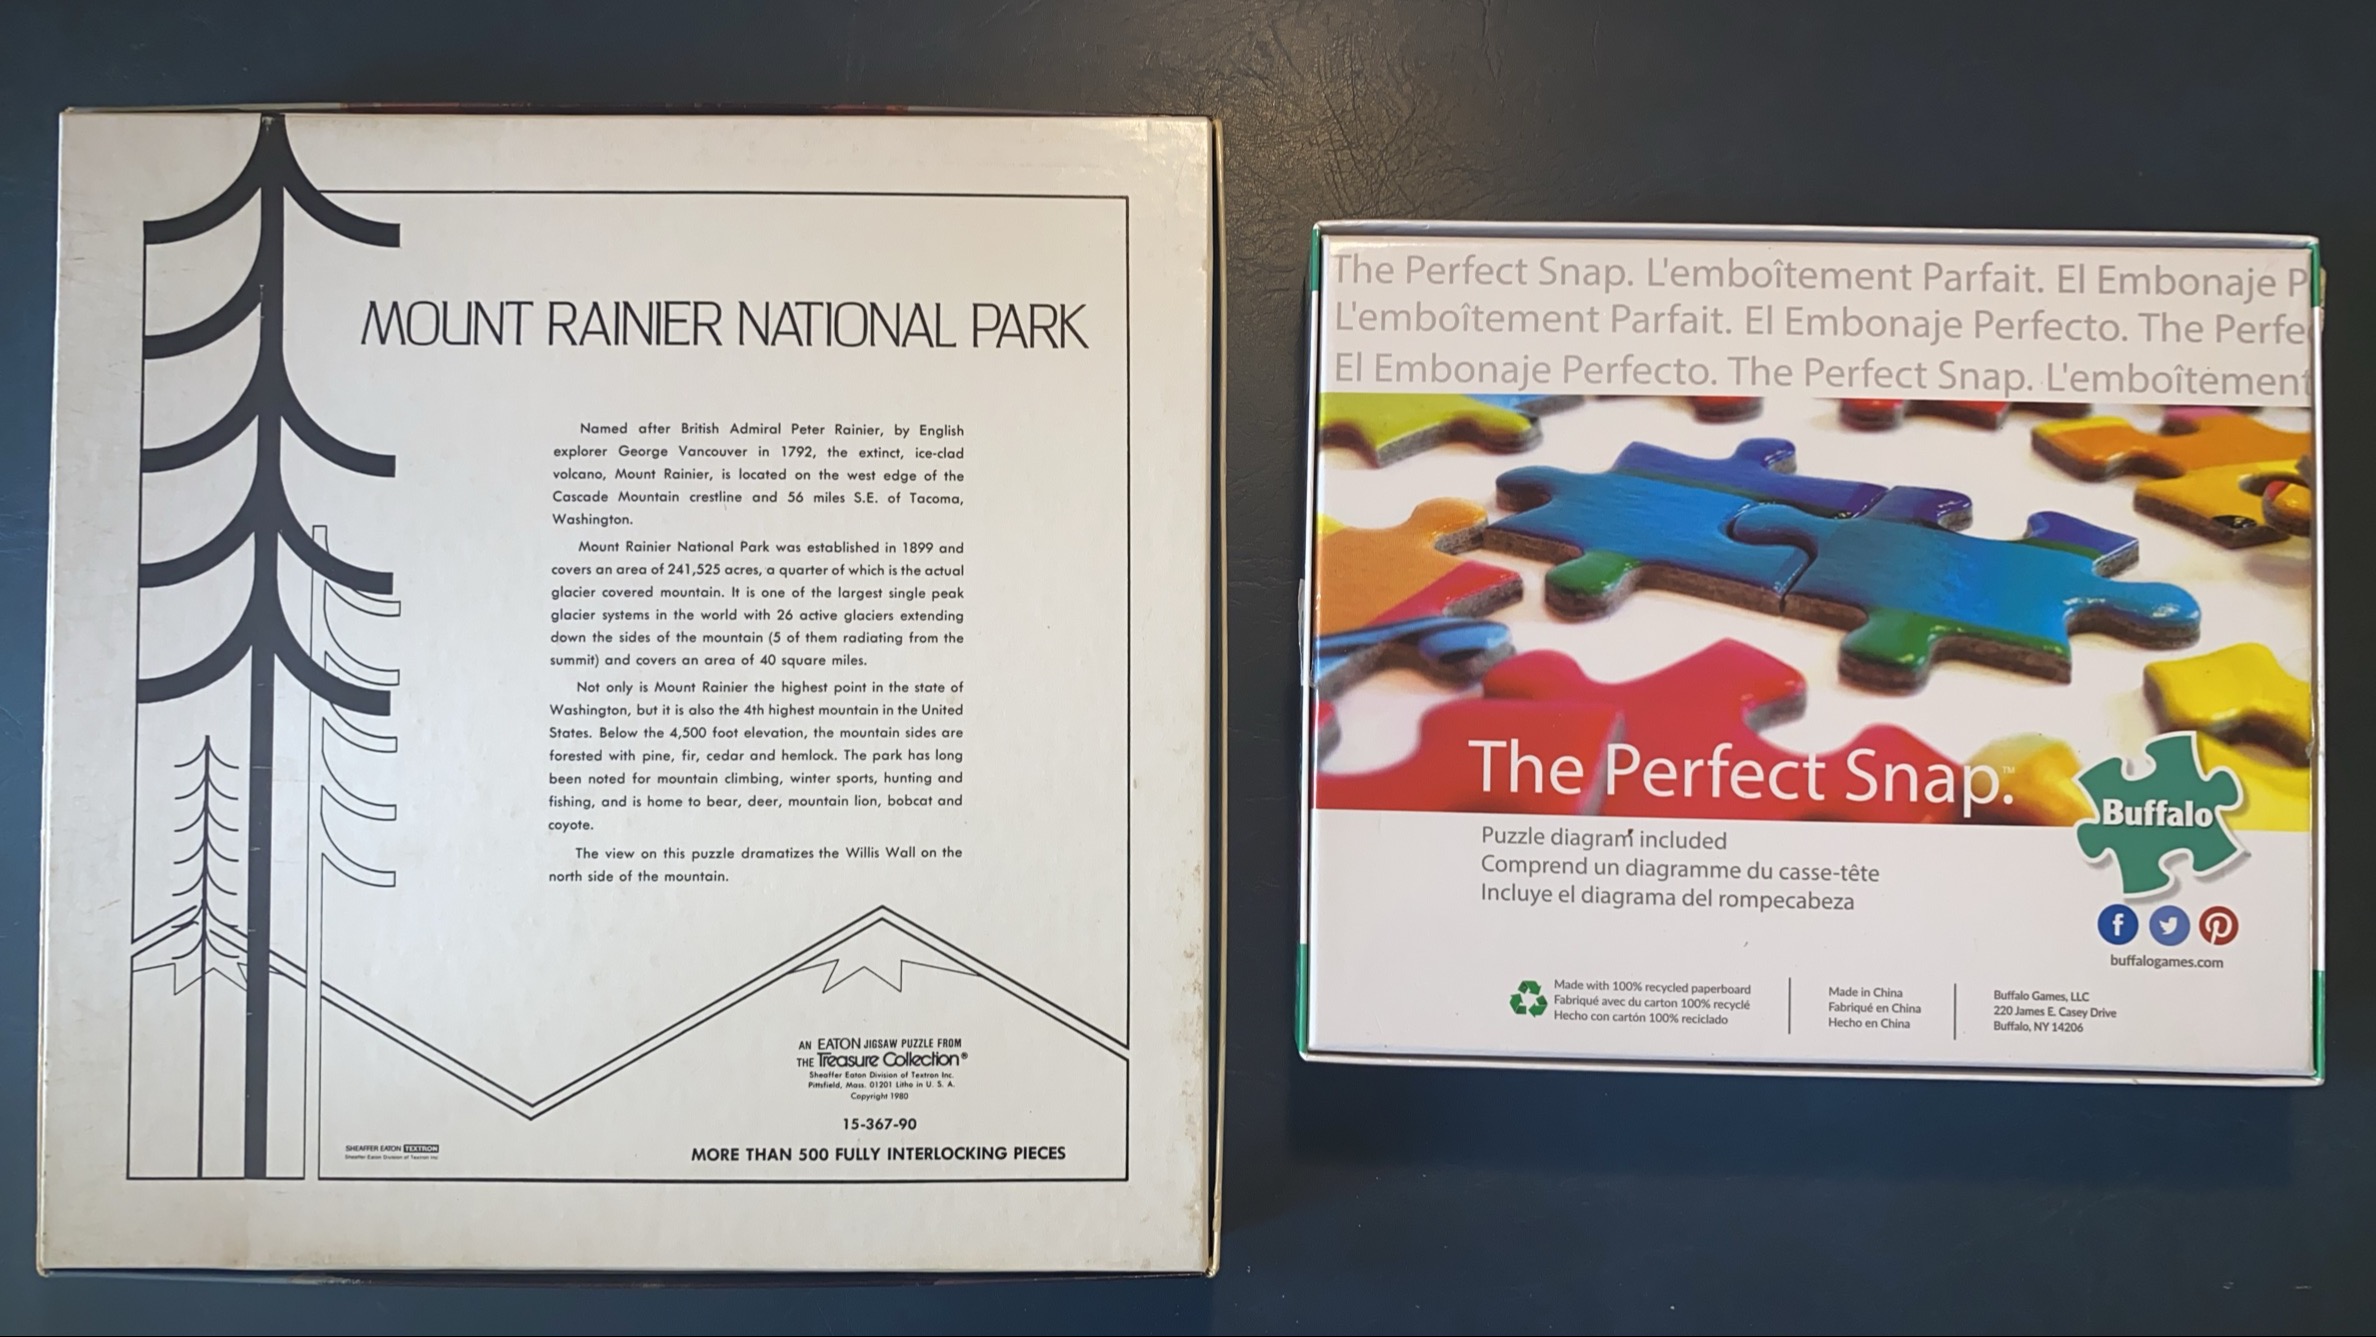 MOUNT RAINIER NATIONAL PARK
Named after British Admiral Peter Rainier, by English
explorer George Vancouver in 1792, the extinct, ice-clad
volcano, Mount Rainier, is located on the west edge of the
Cascade Mountain crestline and 56 miles S.E. of Tacoma,
Washington.
Mount Rainier National Park was established in 1899 and
covers an area of 241,525 acres, a quarter of which is the actual
glacier covered mountain. It is one of the largest single peak
glacier systems in the world with 26 active glaciers extending
down the sides of the mountain (5 of them radiating from the
summit) and covers an area of 40 square miles.
Not only is Mount Rainier the highest point in the state of
Washington, but it is also the 4th highest mountain in the United
States. Below the 4,500 foot elevation, the mountain sides are
forested with pine, fir, cedar and hemlock. The park has long
been noted for mountain climbing, winter sports, hunting and
fishing, and is home to bear, deer, mountain lion, bobcat and
coyote.
The view on this puzzle dramatizes the Willis Wall on the
north side of the mountain.
AN EATON JIGSAW PUZZLE FROM
THE Treasure Collection®
Sheaffer Eaton Division of Textron Inc.
Pittsfield, Mass. 01201 Litho in U. S. A.
Copyright 1980
15-367-90
MORE THAN 500 FULLY INTERLOCKING PIECES
SHEAFFER EATON TEXTRON
Sheaffer Eaton Division of Textron Inc
The Perfect Snap. L'emboîtement Parfait. El Embonaje P
L'emboîtement Parfait. El Embonaje Perfecto. The Perfe
El Embonaje Perfecto. The Perfect Snap. L'emboîtement
The Perfect Snap.™
Buffalo
Puzzle diagram included
Comprend un diagramme du casse-tête
Incluye el diagrama del rompecabeza
buffalogames.com
Made with 100% recycled paperboard
Fabriqué avec du carton 100% recyclé
Hecho con cartón 100% reciclado
Made in China
Fabriqué en China
Hecho en China
Buffalo Games, LLC
220 James E. Casey Drive
Buffalo, NY 14206